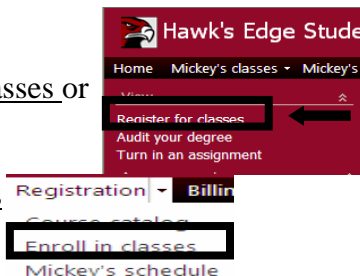 Hawk's Edge Stude
Home Mickey's classes Mickey's
asses or
View
Register for classes
Audit your degree
Turn in an assignment
Registration Billin
Course catalog
Enroll in classes
Mickey's schedule